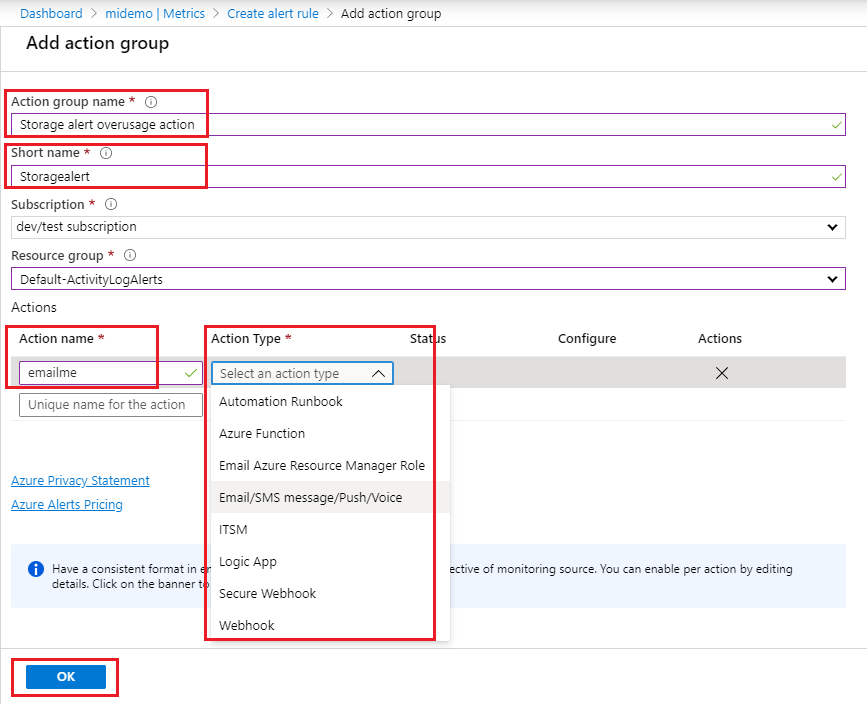 Dashboard > midemo | Metrics > Create alert rule > Add action group
Add action group
Action group name *
Storage alert overusage action
Short name *
Storagealert
Subscription *
dev/test subscription
Resource group *
Default-ActivityLogAlerts
Actions
Action name * Action Type * Status Configure Actions
emailme Select an action type
Unique name for the action
Automation Runbook
Azure Function
Email Azure Resource Manager Role
Email/SMS message/Push/Voice
ITSM
Logic App
Secure Webhook
Webhook
Azure Privacy Statement
Azure Alerts Pricing
Have a consistent format in ective of monitoring source. You can enable per action by editing
details. Click on the banner to
OK